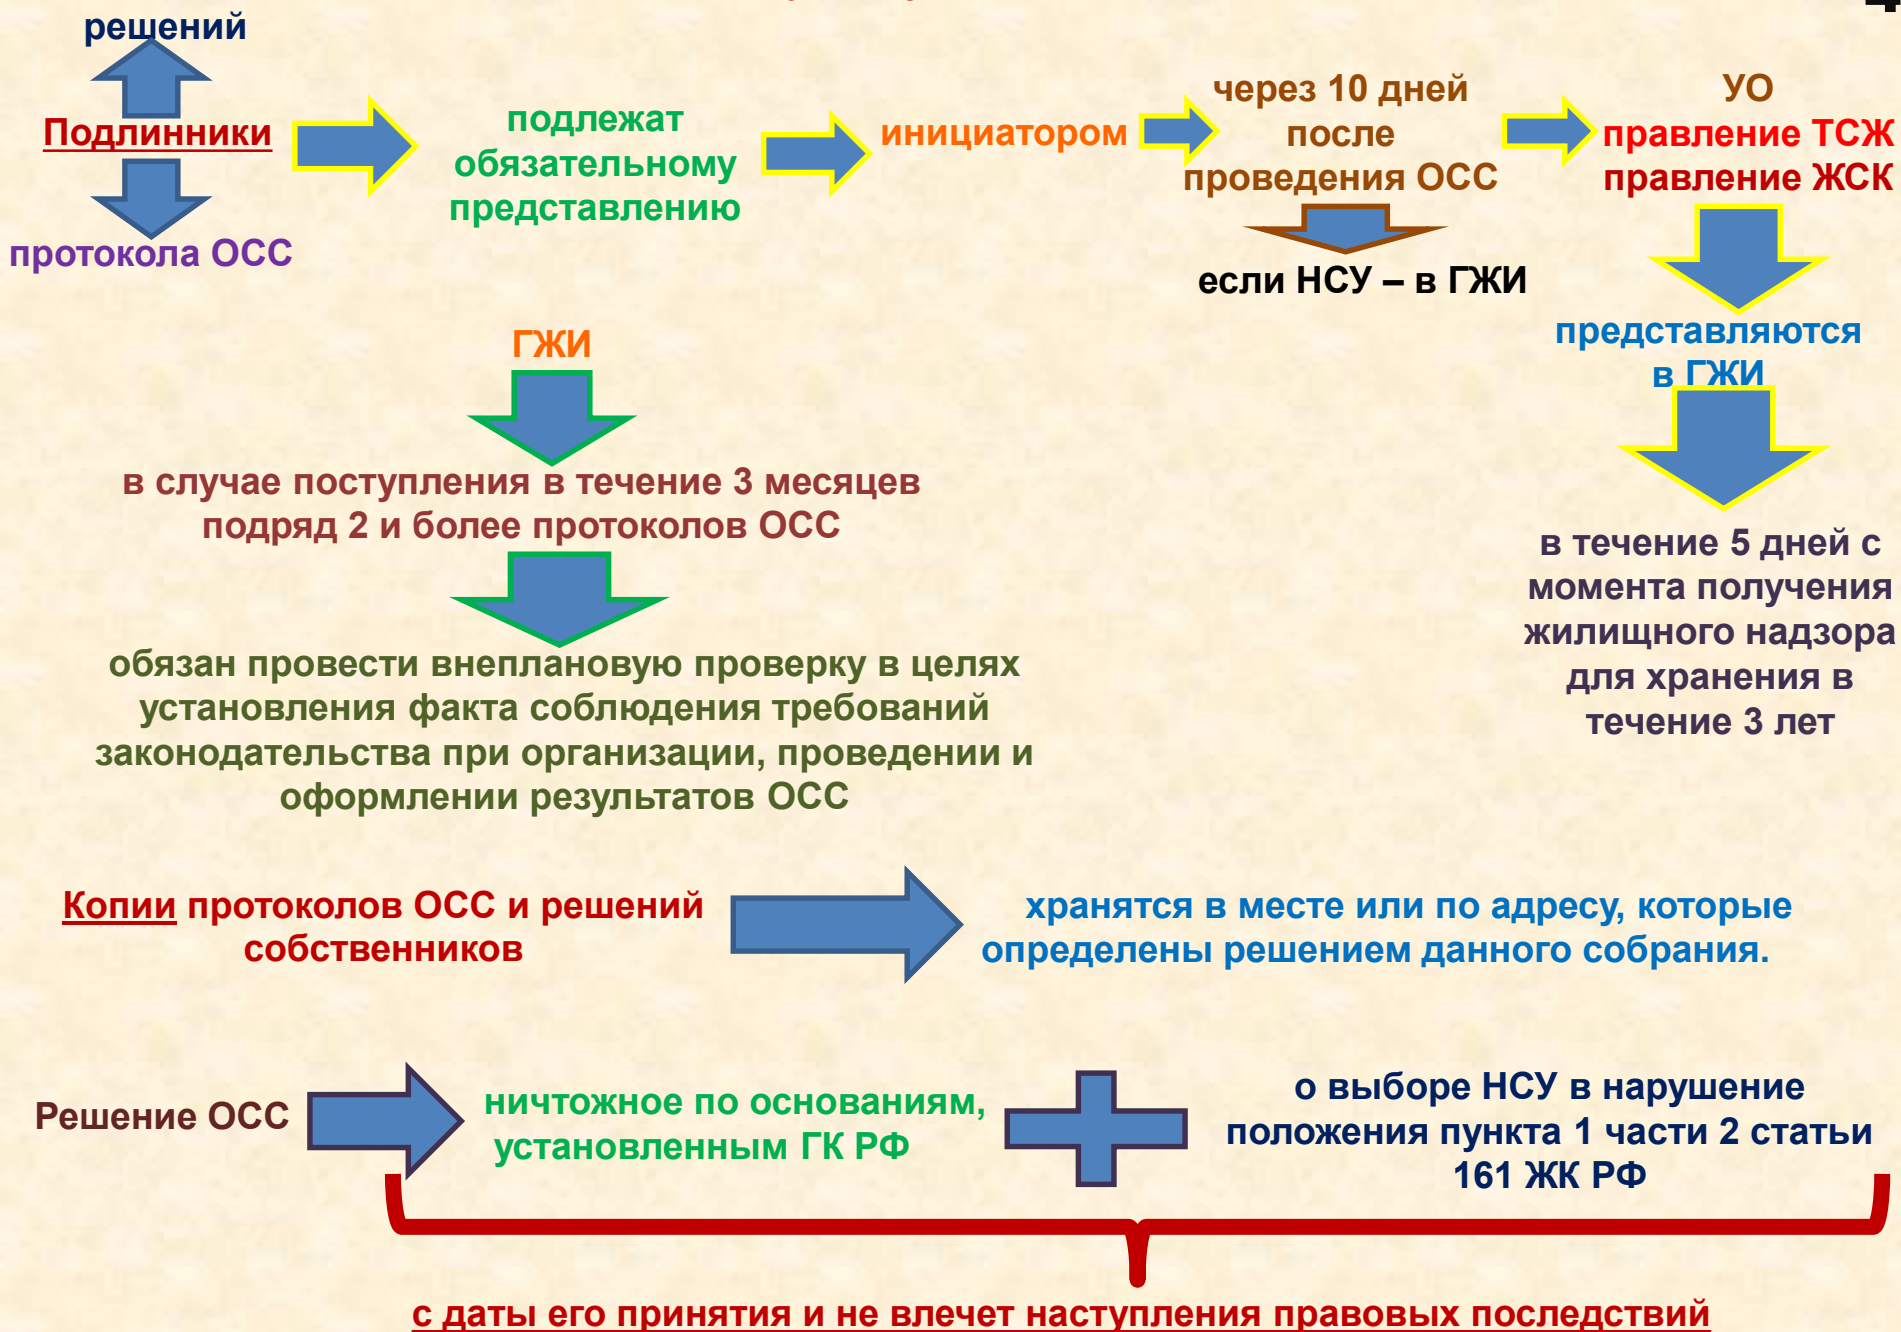 решений
Подлинники
протокола ОСС
подлежат
обязательному
представлению
инициатором
через 10 дней
после
проведения ОСС
если НСУ – в ГЖИ
УО
правление ТСЖ
правление ЖСК
представляются
в ГЖИ
в течение 5 дней с
момента получения
жилищного надзора
для хранения в
течение 3 лет
ГЖИ
в случае поступления в течение 3 месяцев
подряд 2 и более протоколов ОСС
обязан провести внеплановую проверку в целях
установления факта соблюдения требований
законодательства при организации, проведении и
оформлении результатов ОСС
Копии протоколов ОСС и решений
собственников
хранятся в месте или по адресу, которые
определены решением данного собрания.
Решение ОСС
ничтожное по основаниям,
установленным ГК РФ
о выборе НСУ в нарушение
положения пункта 1 части 2 статьи
161 ЖК РФ
с даты его принятия и не влечет наступления правовых последствий